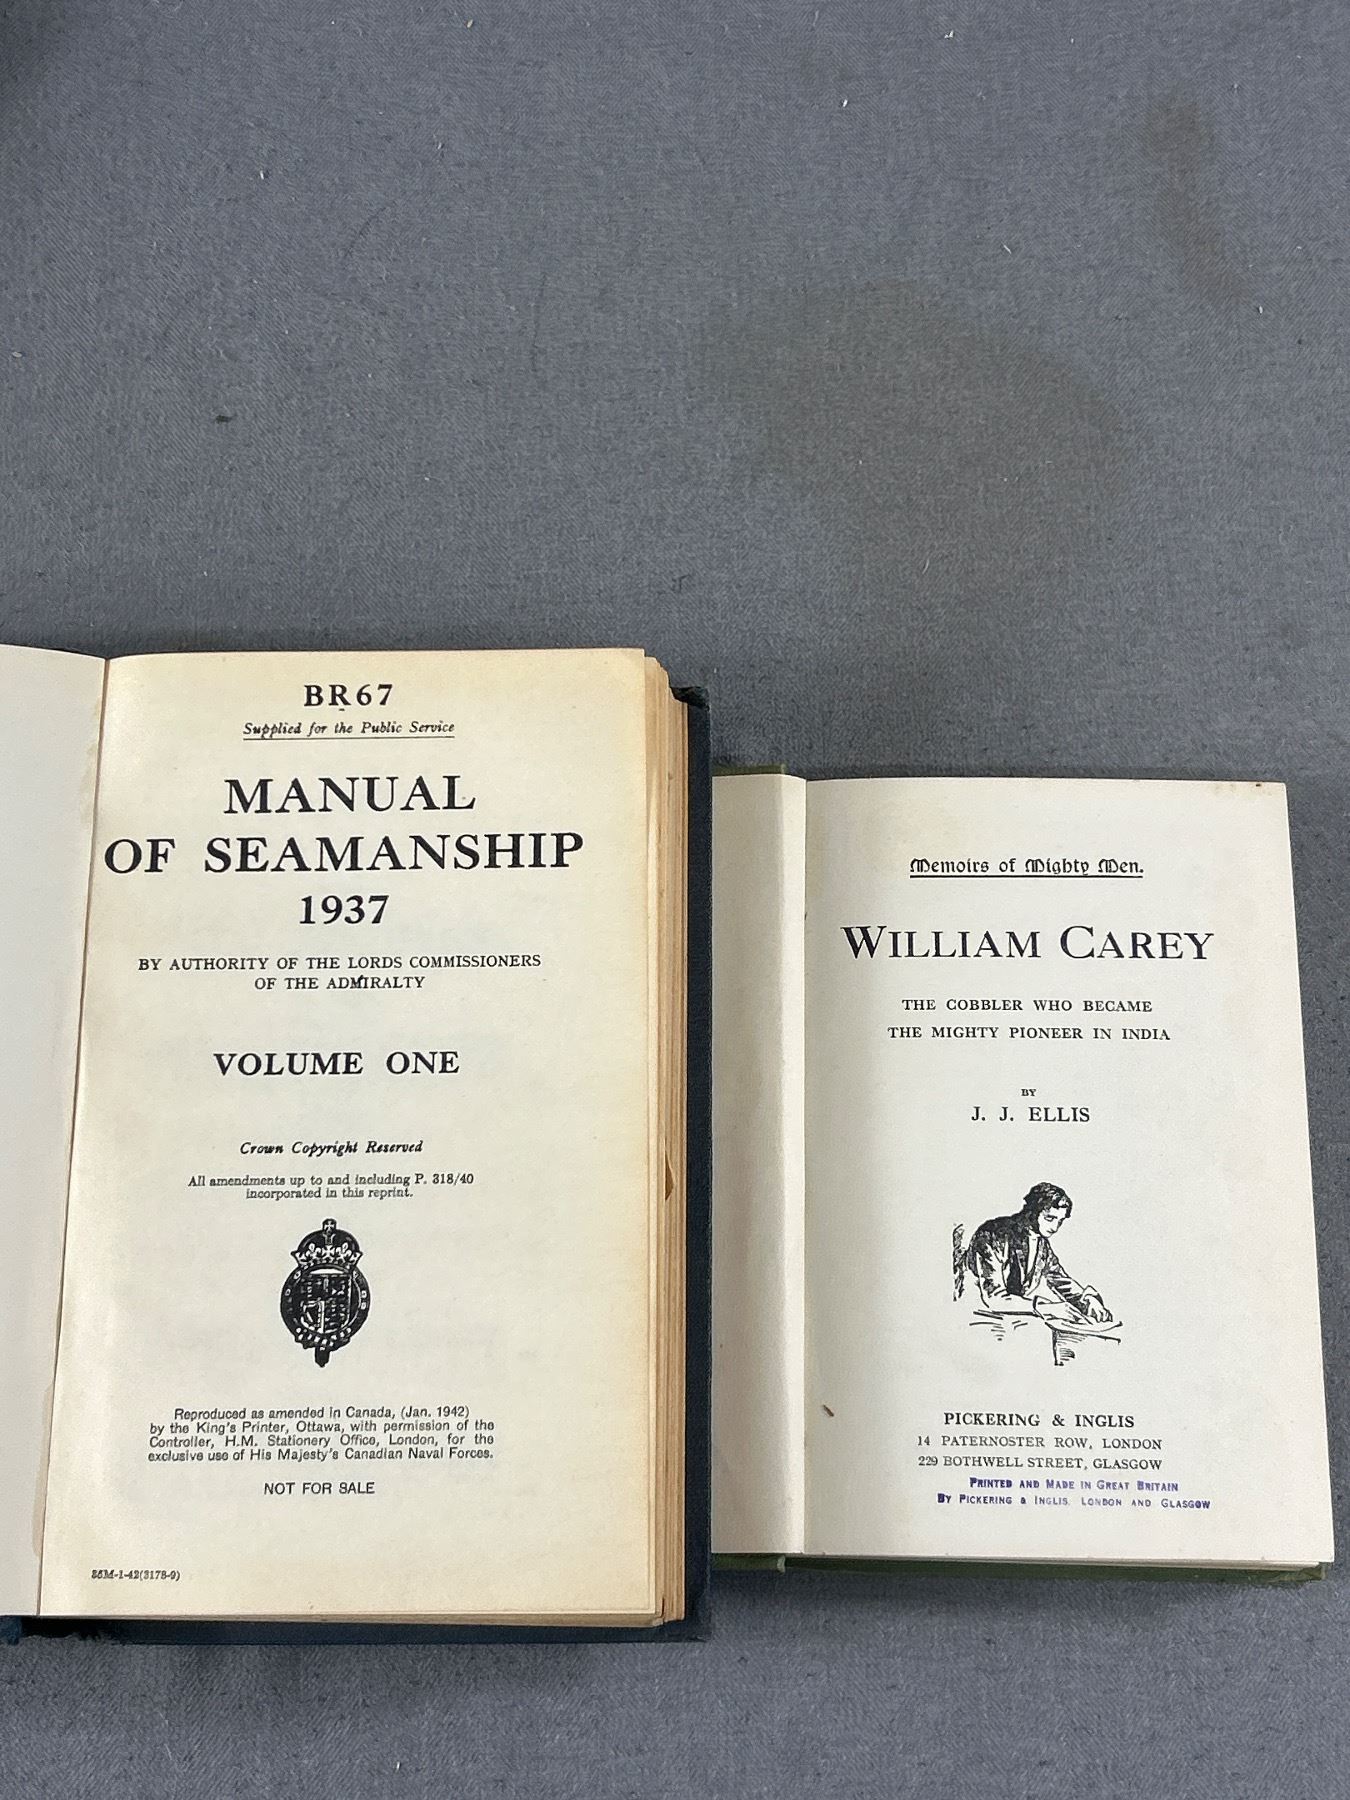 BR67
Supplied for the Public Service
MANUAL
OF SEAMANSHIP
1937
BY AUTHORITY OF THE LORDS COMMISSIONERS
OF THE ADMIRALTY
VOLUME ONE
Crown Copyright Reserved
All amendments up to and including P. 318/40
incorporated in this reprint.
Reproduced as amended in Canada, (Jan. 1942)
by the King's Printer, Ottawa, with permission of the
Controller, H.M. Stationery Office, London, for the
exclusive use of His Majesty's Canadian Naval Forces.
NOT FOR SALE
35M-1-42(3178-9)
Memoirs of Mighty Men.
WILLIAM CAREY
THE COBBLER WHO BECAME
THE MIGHTY PIONEER IN INDIA
BY
J. J. ELLIS
PICKERING & INGLIS
14 PATERNOSTER ROW, LONDON
229 BOTHWELL STREET, GLASGOW
PRINTED AND MADE IN GREAT BRITAIN
BY PICKERING & INGLIS. LONDON AND GLASGOW